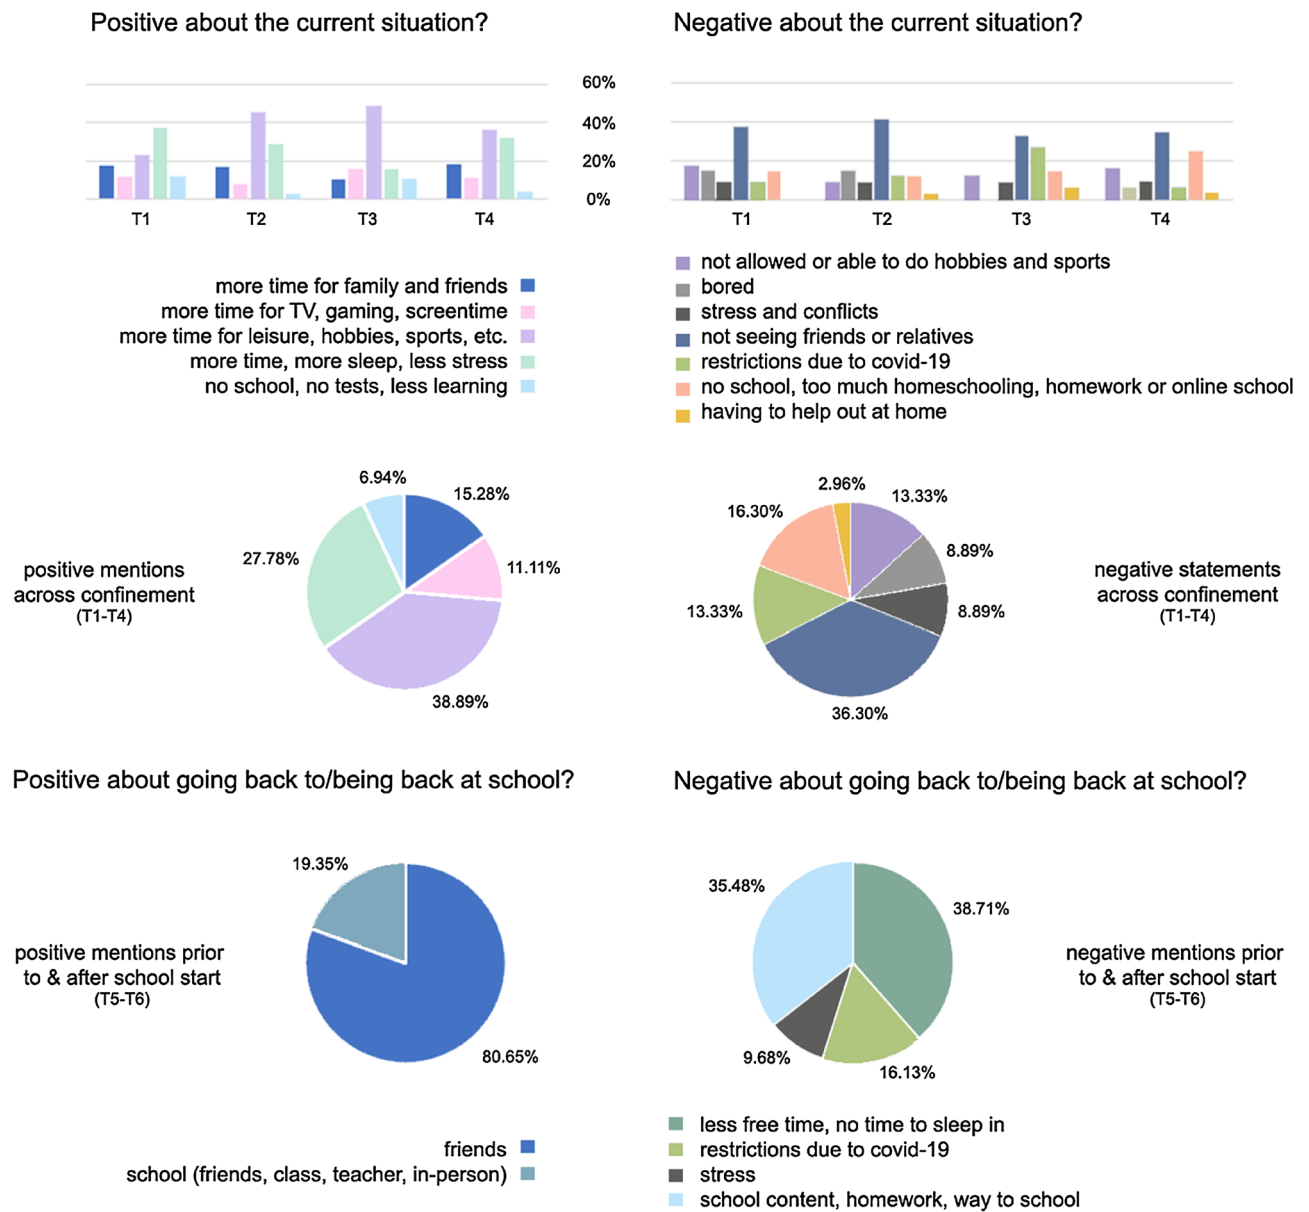 Positive about the current situation?
Negative about the current situation?
60%
40%
20%
0%
T1
T2
T3
T4
T1
T2
T3
T4
more time for family and friends
more time for TV, gaming, screentime
more time for leisure, hobbies, sports, etc.
more time, more sleep, less stress
no school, no tests, less learning
not allowed or able to do hobbies and sports
bored
stress and conflicts
not seeing friends or relatives
restrictions due to covid-19
no school, too much homeschooling, homework or online school
having to help out at home
positive mentions
across confinement
(T1-T4)
6.94%
15.28%
27.78%
11.11%
38.89%
2.96%
13.33%
16.30%
8.89%
13.33%
8.89%
36.30%
negative statements
across confinement
(T1-T4)
Positive about going back to/being back at school?
Negative about going back to/being back at school?
positive mentions prior
to & after school start
(T5-T6)
19.35%
80.65%
35.48%
38.71%
9.68%
16.13%
negative mentions prior
to & after school start
(T5-T6)
friends
school (friends, class, teacher, in-person)
less free time, no time to sleep in
restrictions due to covid-19
stress
school content, homework, way to school